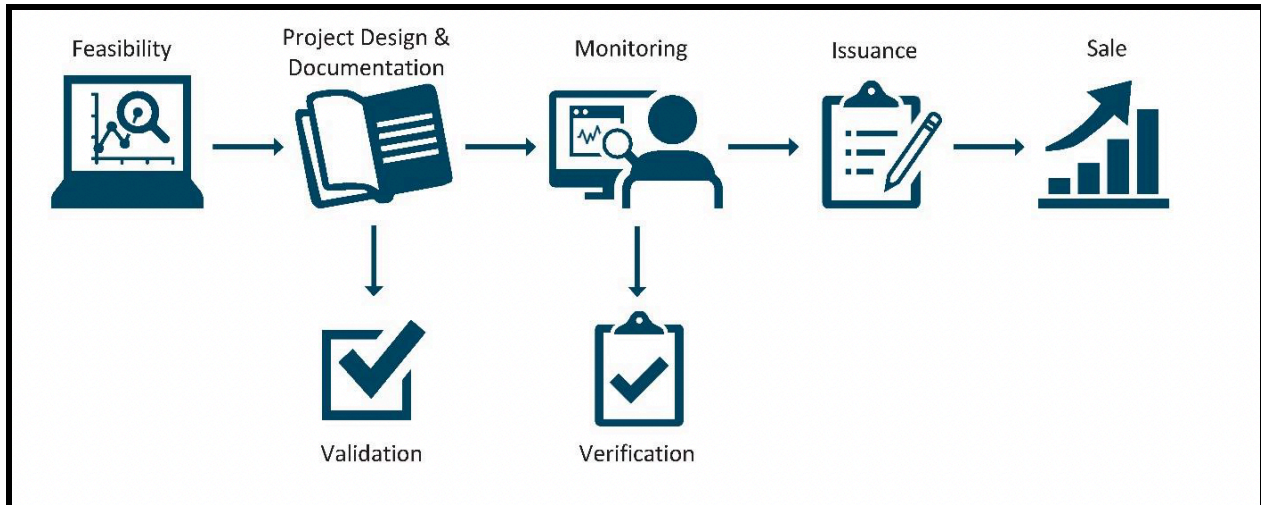 Feasibility
Project Design &
Documentation
Monitoring
Issuance
Sale
Validation
Verification